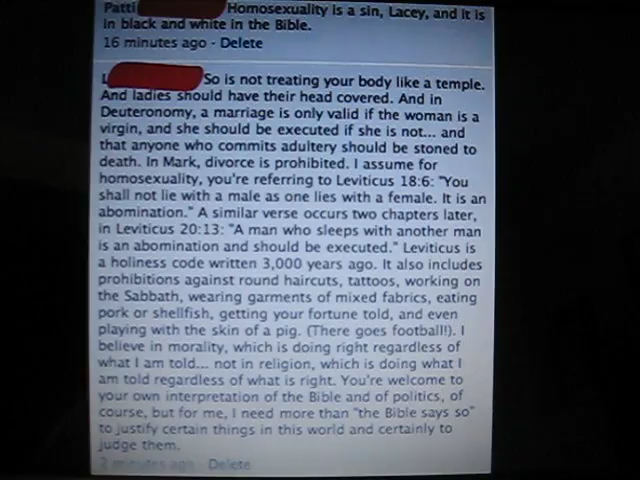 Patti Homosexuality is a sin, Lacey, and it is
in black and white in the Bible.
16 minutes ago · Delete
L So is not treating your body like a temple.
And ladies should have their head covered. And in
Deuteronomy, a marriage is only valid if the woman is a
virgin, and she should be executed if she is not... and
that anyone who commits adultery should be stoned to
death. In Mark, divorce is prohibited. I assume for
homosexuality, you're referring to Leviticus 18:6: "You
shall not lie with a male as one lies with a female. It is an
abomination." A similar verse occurs two chapters later,
in Leviticus 20:13: "A man who sleeps with another man
is an abomination and should be executed." Leviticus is
a holiness code written 3,000 years ago. It also includes
prohibitions against round haircuts, tattoos, working on
the Sabbath, wearing garments of mixed fabrics, eating
pork or shellfish, getting your fortune told, and even
playing with the skin of a pig. (There goes football!). I
believe in morality, which is doing right regardless of
what I am told... not in religion, which is doing what I
am told regardless of what is right. You're welcome to
your own interpretation of the Bible and of politics, of
course, but for me, I need more than "the Bible says so"
to justify certain things in this world and certainly to
judge them.
2 minutes ago · Delete